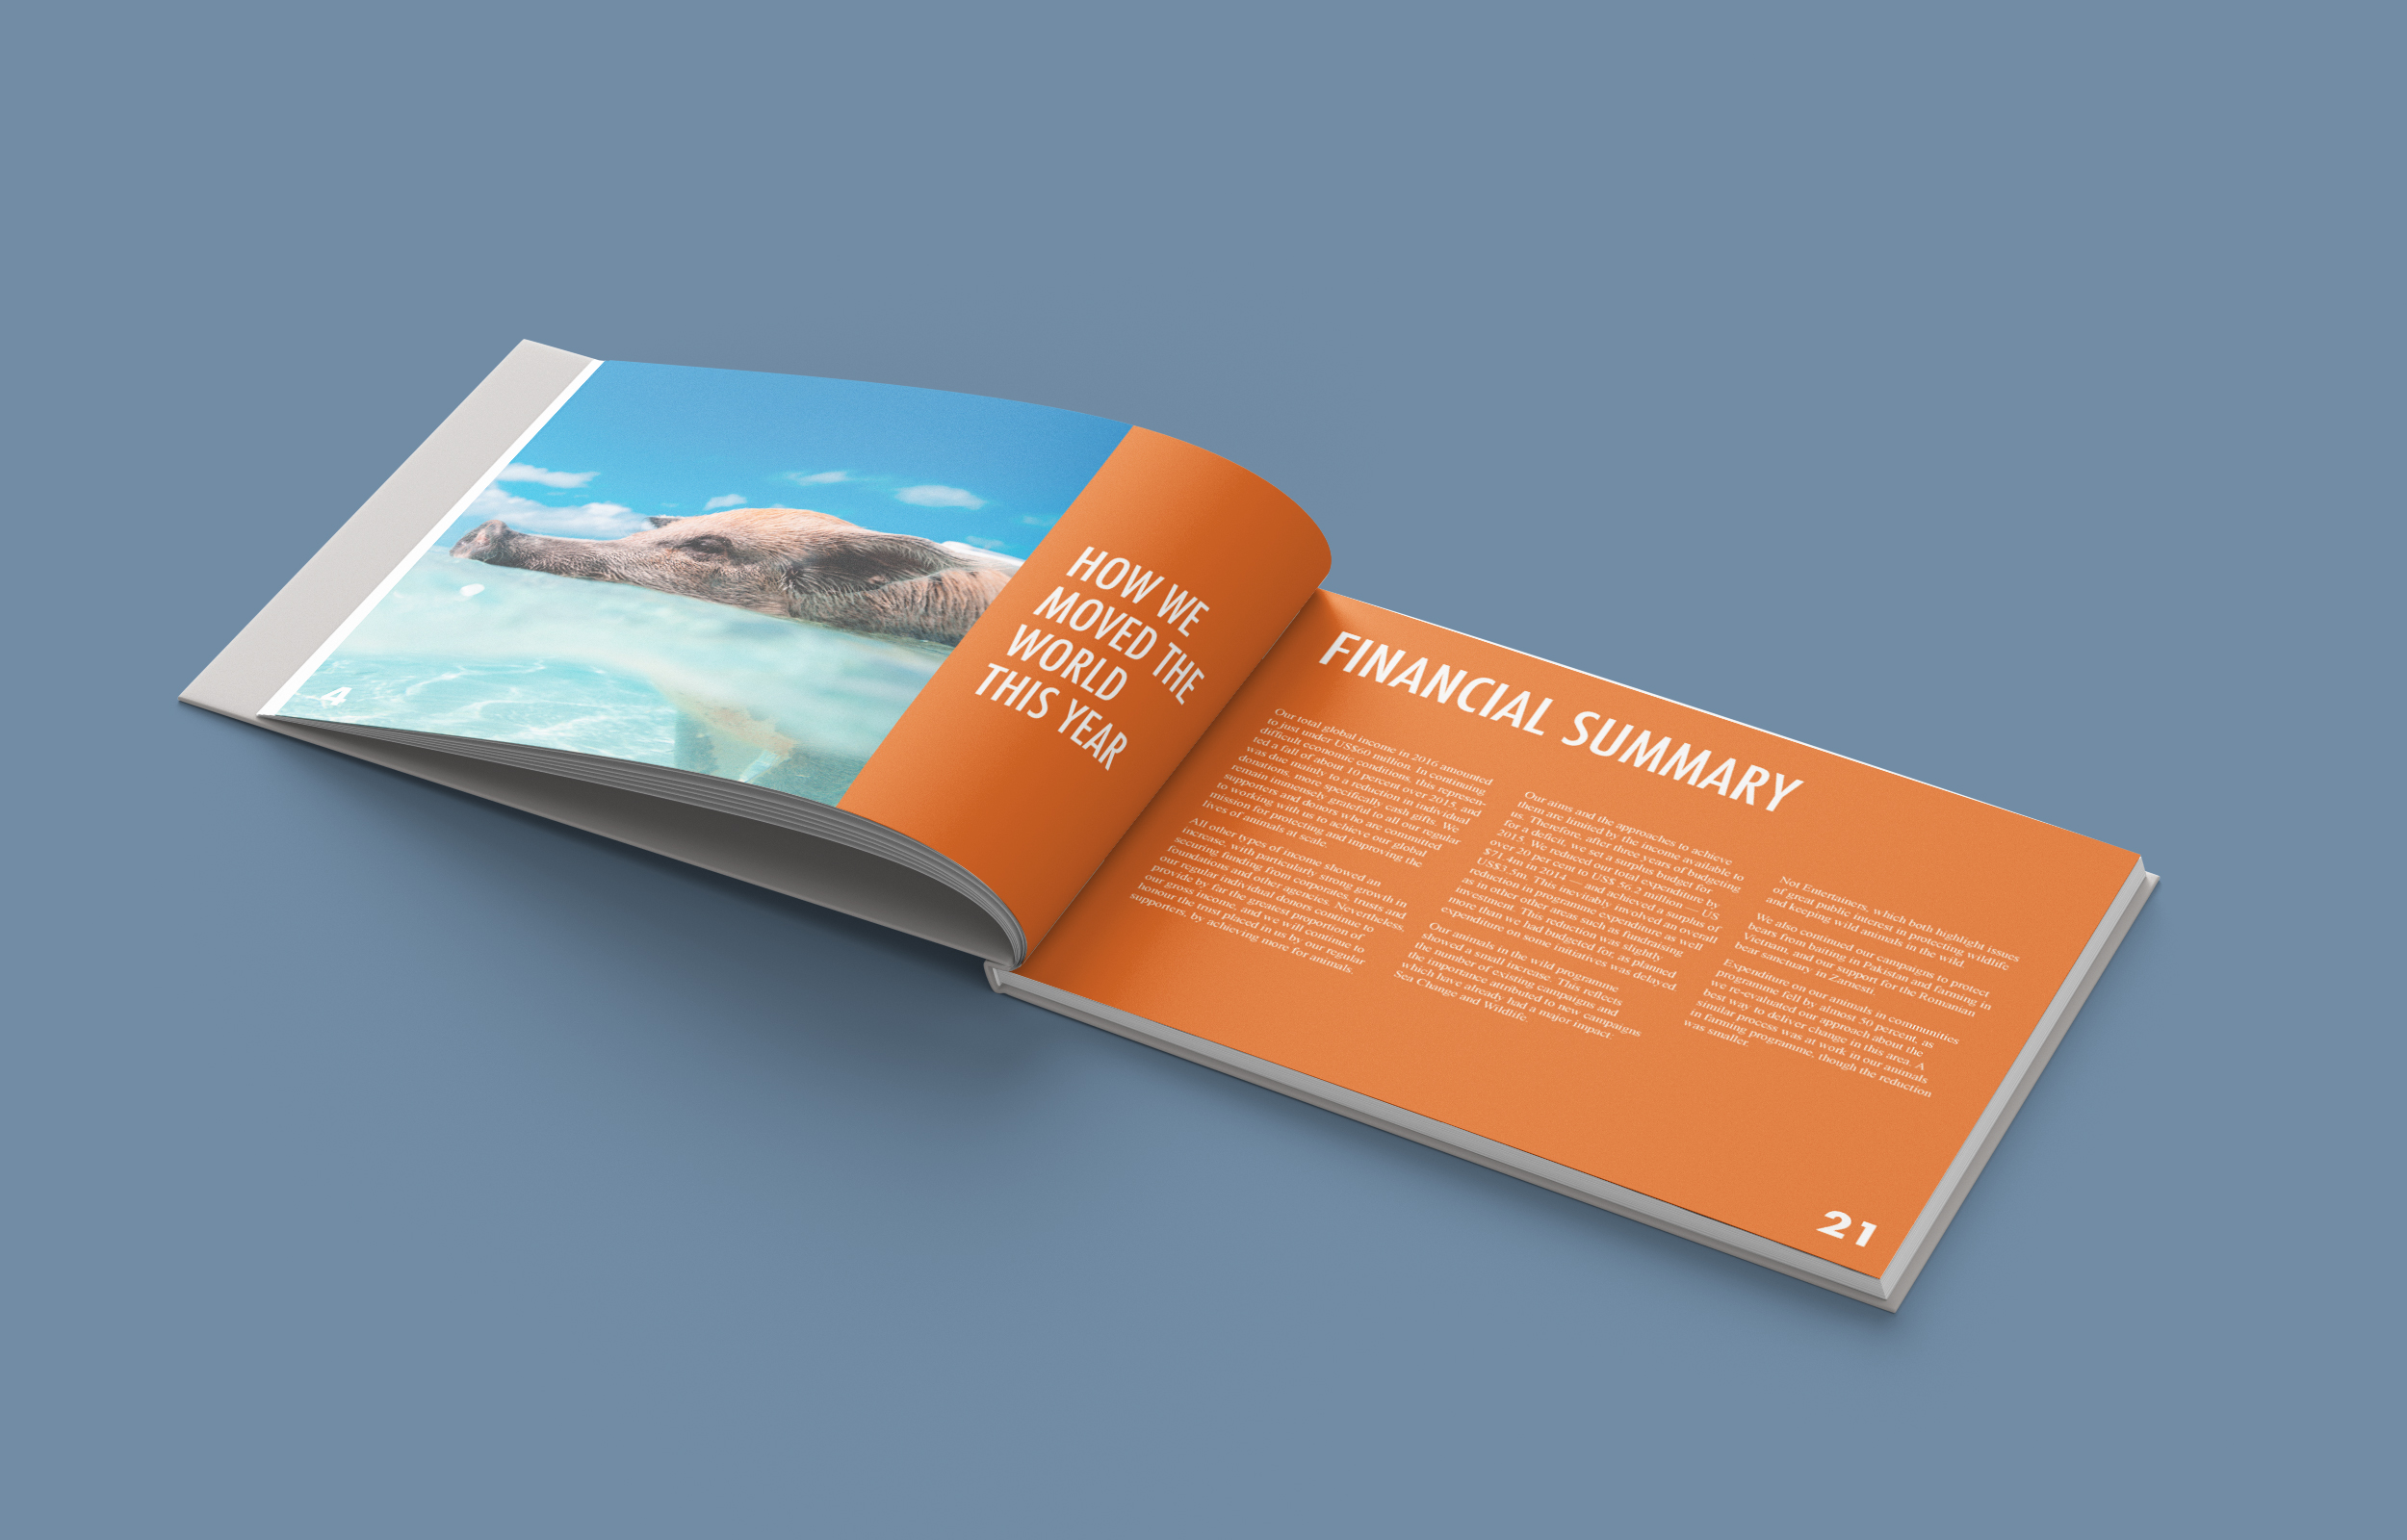 HOW WE
MOVED THE
WORLD
THIS YEAR
4
FINANCIAL SUMMARY
Our total global income in 2016 amounted
to just under US$60 million. In continuing
difficult economic conditions, this represen-
ted a fall of about 10 percent over 2015, and
was due mainly to a reduction in individual
donations, more specifically cash gifts. We
remain immensely grateful to all our regular
supporters and donors who are committed
to working with us to achieve our global
mission for protecting and improving the
lives of animals at scale.
All other types of income showed an
increase, with particularly strong growth in
securing funding from corporates, trusts and
foundations and other agencies. Nevertheless,
our regular individual donors continue to
provide by far the greatest proportion of
our gross income, and we will continue to
honour the trust placed in us by our regular
supporters, by achieving more for animals.
Our aims and the approaches to achieve
them are limited by the income available to
us. Therefore, after three years of budgeting
for a deficit, we set a surplus budget for
2015. We reduced our total expenditure by
over 20 per cent to US$ 56.2 million — US
$71.4m in 2014 — and achieved a surplus of
US$3.5m. This inevitably involved an overall
reduction in programme expenditure as well
as in other areas such as fundraising
investment. This reduction was slightly
more than we had budgeted for, as planned
expenditure on some initiatives was delayed.
Our animals in the wild programme
showed a small increase. This reflects
a number of existing campaigns and
the importance attributed to new campaigns
which have already had a major impact:
Sea Change and Wildlife.
Not Entertainers, which both highlight issues
of great public interest in protecting wildlife
and keeping wild animals in the wild.
We also continued our campaigns to protect
bears from baiting in Pakistan and farming in
Vietnam, and our support for the Romanian
bear sanctuary in Zarnesti.
Expenditure on our animals in communities
programme fell by almost 50 percent, as
we re-evaluated our approach about the
best way to deliver change in this area. A
similar process was at work in our animals
in farming programme, though the reduction
was smaller.
21